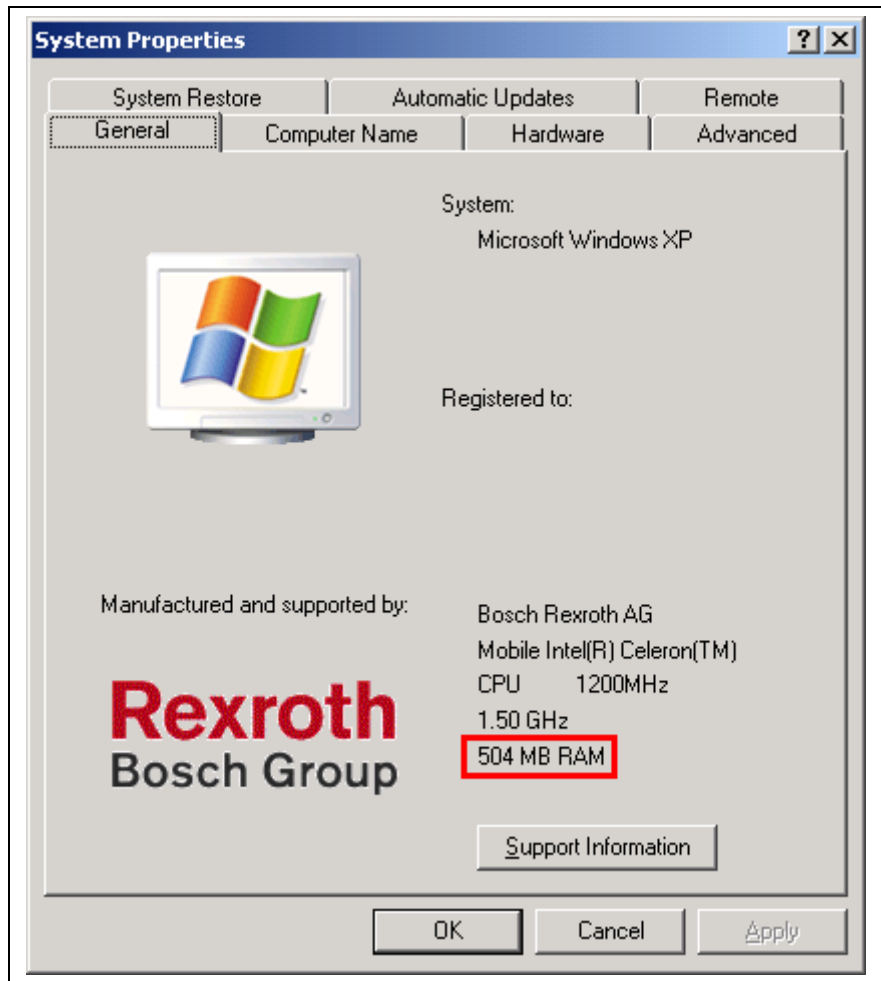 System Properties
System Restore Automatic Updates Remote
General Computer Name Hardware Advanced
System:
Microsoft Windows XP
Registered to:
Manufactured and supported by:
Bosch Rexroth AG
Mobile Intel(R) Celeron(TM)
CPU 1200MHz
1.50 GHz
504 MB RAM
Rexroth
Bosch Group
Support Information
OK Cancel Apply